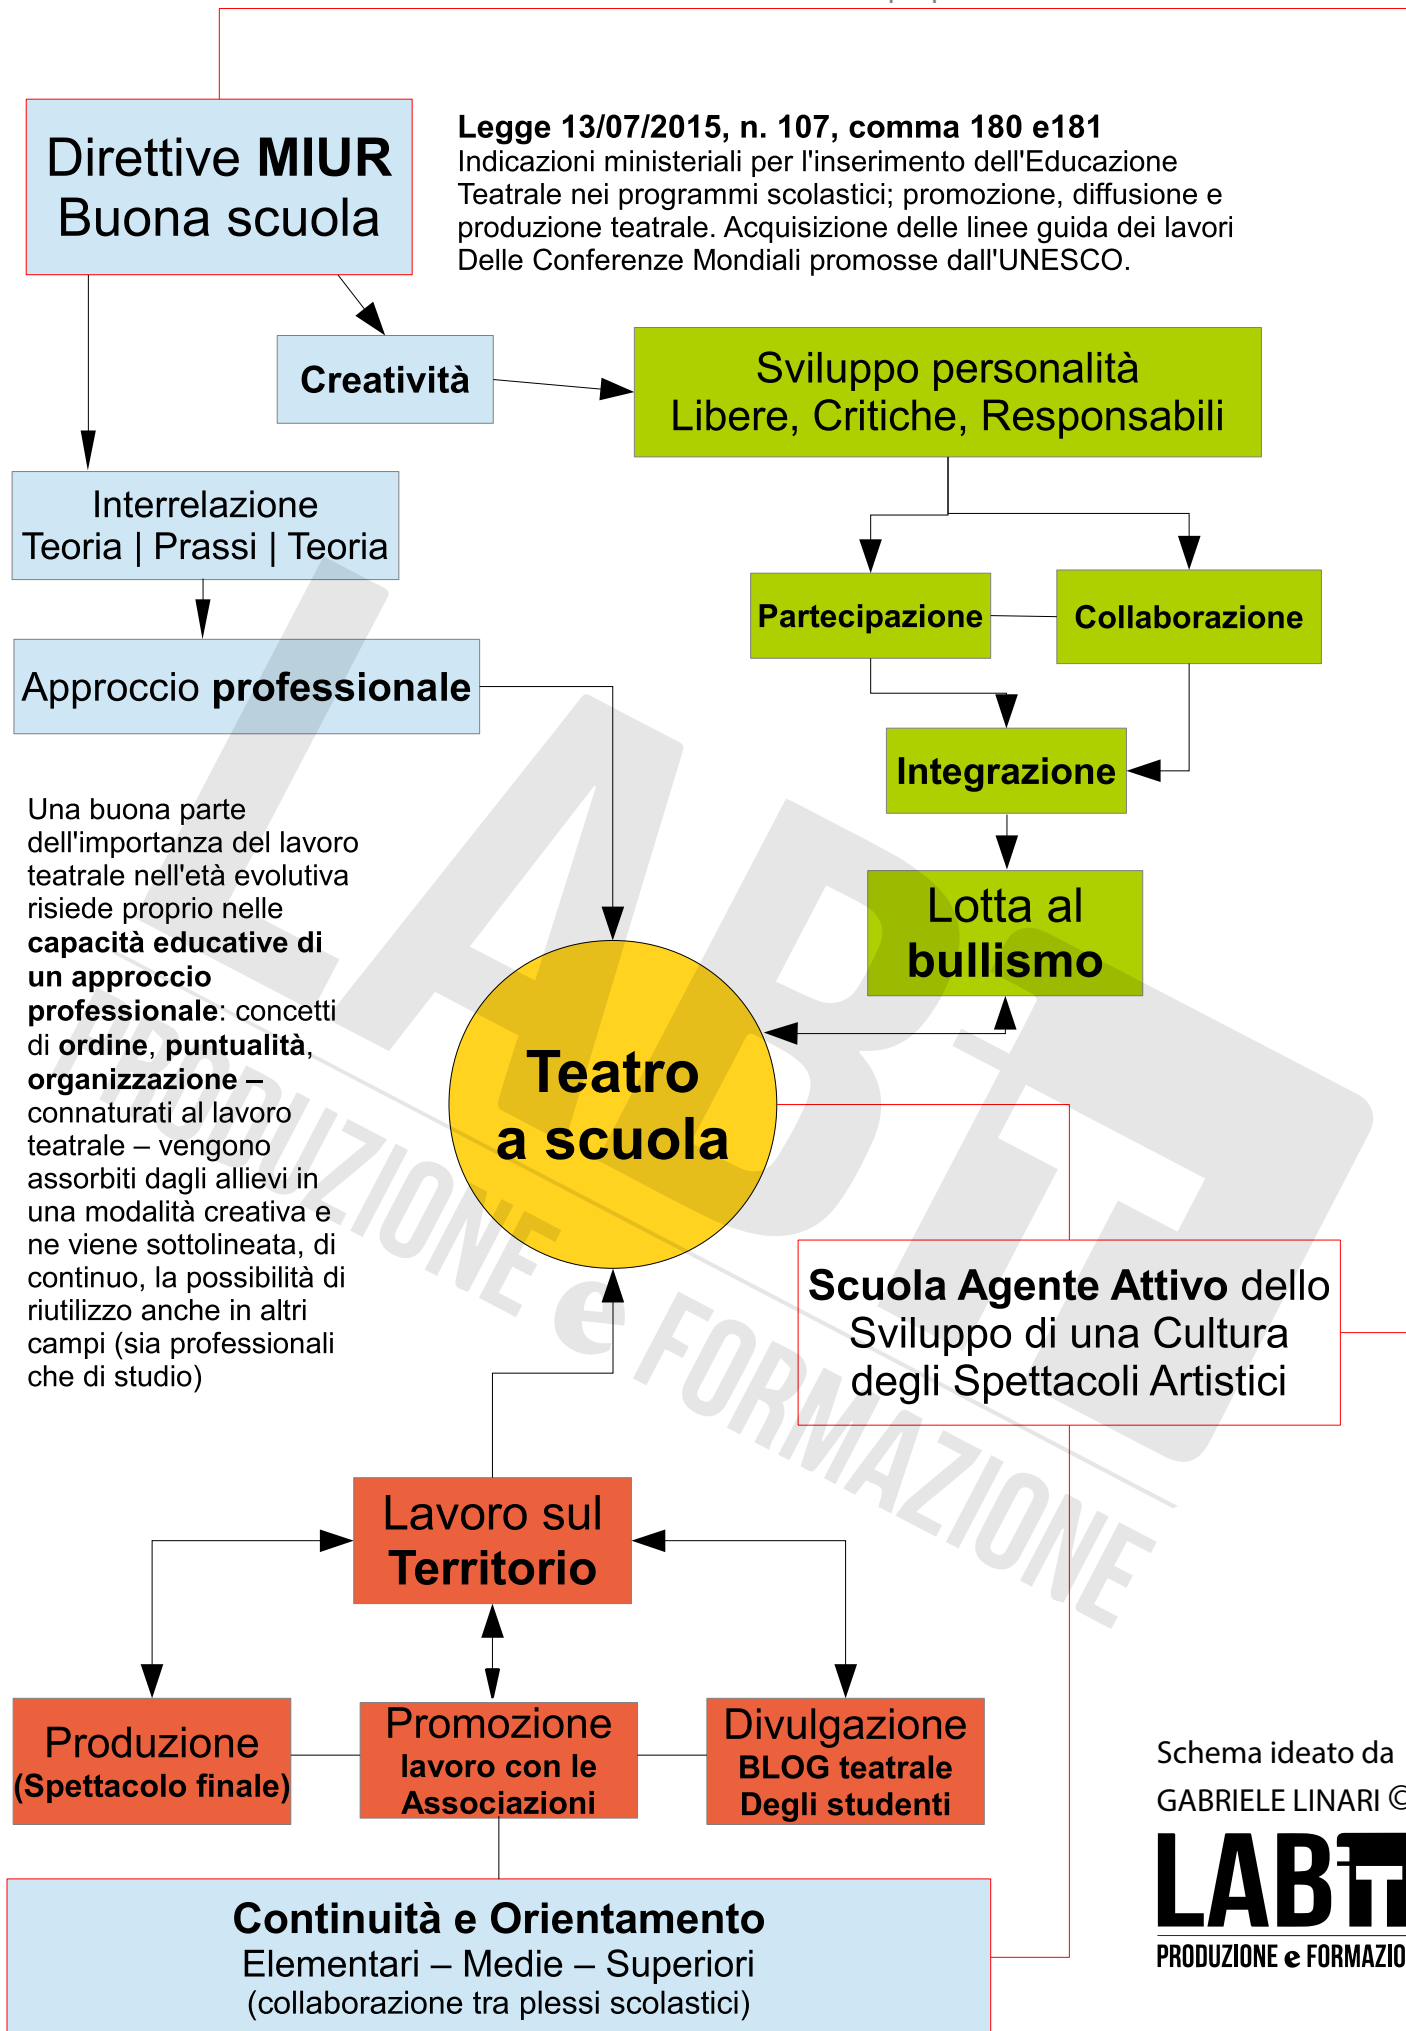 Direttive MIUR
Buona scuola
Legge 13/07/2015, n. 107, comma 180 e181
Indicazioni ministeriali per l'inserimento dell'Educazione
Teatrale nei programmi scolastici; promozione, diffusione e
produzione teatrale. Acquisizione delle linee guida dei lavori
Delle Conferenze Mondiali promosse dall'UNESCO.
Creatività
Sviluppo personalità
Libere, Critiche, Responsabili
Interrelazione
Teoria | Prassi | Teoria
Partecipazione
Collaborazione
Approccio professionale
Integrazione
Una buona parte
dell'importanza del lavoro
teatrale nell'età evolutiva
risiede proprio nelle
capacità educative di
un approccio
professionale: concetti
di ordine, puntualità,
organizzazione –
connaturati al lavoro
teatrale – vengono
assorbiti dagli allievi in
una modalità creativa e
ne viene sottolineata, di
continuo, la possibilità di
riutilizzo anche in altri
campi (sia professionali
che di studio)
Lotta al
bullismo
Teatro
a scuola
Scuola Agente Attivo dello
Sviluppo di una Cultura
degli Spettacoli Artistici
Lavoro sul
Territorio
Produzione
(Spettacolo finale)
Promozione
lavoro con le
Associazioni
Divulgazione
BLOG teatrale
Degli studenti
Continuità e Orientamento
Elementari – Medie – Superiori
(collaborazione tra plessi scolastici)
Schema ideato da
GABRIELE LINARI ©
LABIT
PRODUZIONE e FORMAZIO
LABIT
PRODUZIONE e FORMAZIONE